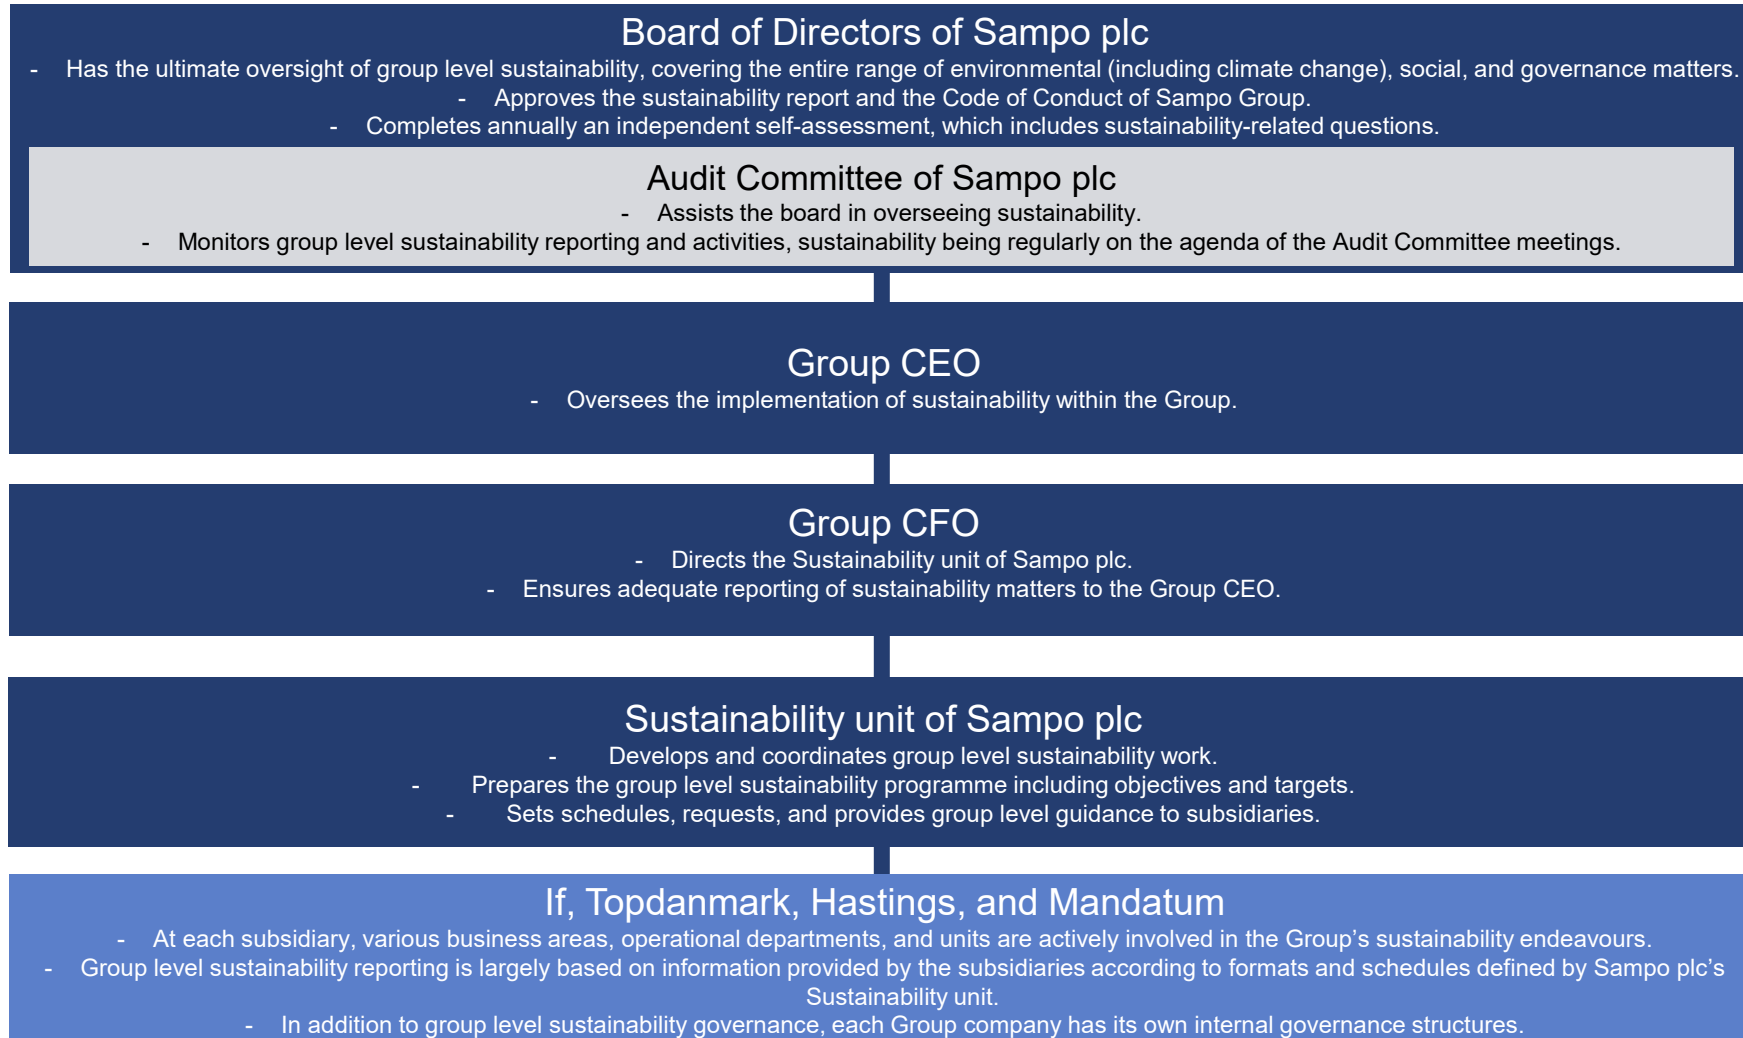 Board of Directors of Sampo plc
- Has the ultimate oversight of group level sustainability, covering the entire range of environmental (including climate change), social, and governance matters.
- Approves the sustainability report and the Code of Conduct of Sampo Group.
- Completes annually an independent self-assessment, which includes sustainability-related questions.
Audit Committee of Sampo plc
- Assists the board in overseeing sustainability.
- Monitors group level sustainability reporting and activities, sustainability being regularly on the agenda of the Audit Committee meetings.
Group CEO
- Oversees the implementation of sustainability within the Group.
Group CFO
- Directs the Sustainability unit of Sampo plc.
- Ensures adequate reporting of sustainability matters to the Group CEO.
Sustainability unit of Sampo plc
- Develops and coordinates group level sustainability work.
- Prepares the group level sustainability programme including objectives and targets.
- Sets schedules, requests, and provides group level guidance to subsidiaries.
If, Topdanmark, Hastings, and Mandatum
- At each subsidiary, various business areas, operational departments, and units are actively involved in the Group’s sustainability endeavours.
- Group level sustainability reporting is largely based on information provided by the subsidiaries according to formats and schedules defined by Sampo plc’s
Sustainability unit.
- In addition to group level sustainability governance, each Group company has its own internal governance structures.